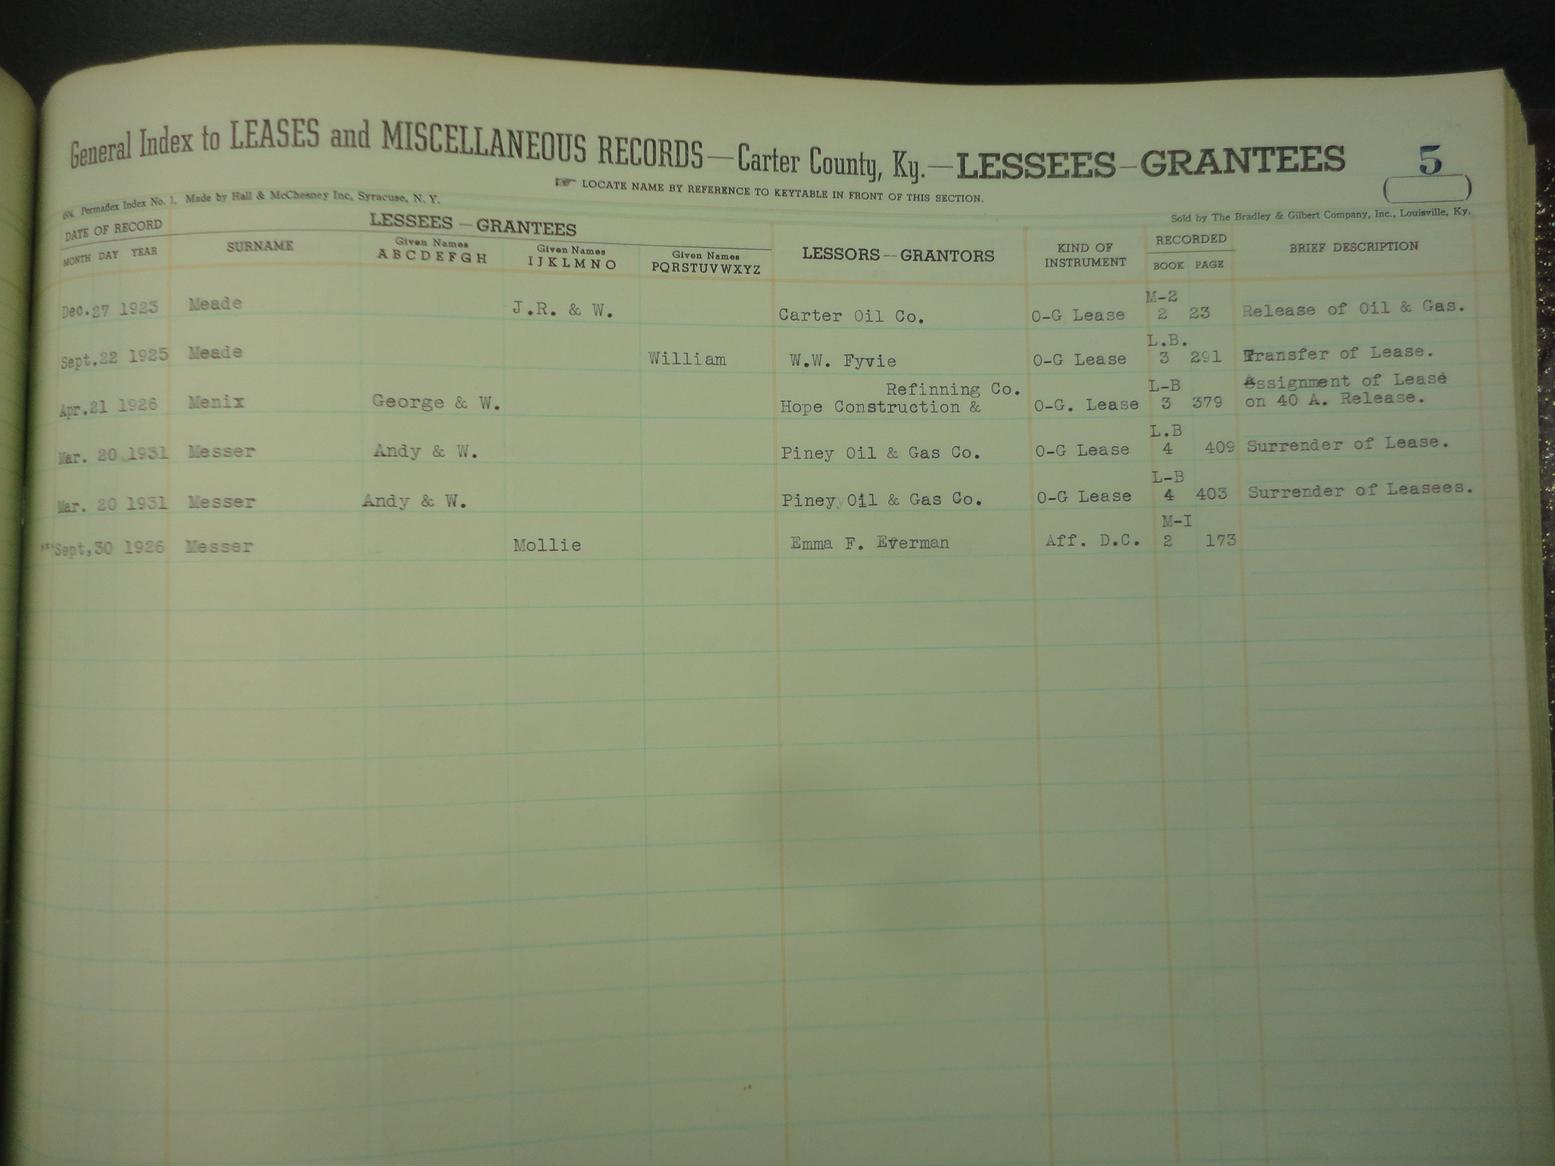 General Index to LEASES and MISCELLANEOUS RECORDS—Carter County, Ky.—LESSEES—GRANTEES 5
LOCATE NAME BY REFERENCE TO KEYTABLE IN FRONT OF THIS SECTION.
Permaflex Index No. 1. Made by Hall & McChesney Inc, Syracuse, N. Y. Sold by The Bradley & Gilbert Company, Inc., Louisville, Ky.
DATE OF RECORD LESSEES—GRANTEES LESSORS—GRANTORS KIND OF INSTRUMENT RECORDED BRIEF DESCRIPTION
MONTH DAY YEAR SURNAME Given Names A B C D E F G H Given Names I J K L M N O Given Names PQRSTUVWXYZ BOOK PAGE
M-2
Dec.27 1923 Meade J.R. & W. Carter Oil Co. O-G Lease 2 23 Release of Oil & Gas.
L.B.
Sept.22 1925 Meade William W.W. Fyvie O-G Lease 3 291 Transfer of Lease.
Refinning Co. L-B Assignment of Lease
Apr.21 1926 Menix George & W. Hope Construction & O-G. Lease 3 379 on 40 A. Release.
L.B
Mar. 20 1931 Messer Andy & W. Piney Oil & Gas Co. O-G Lease 4 409 Surrender of Lease.
L-B
Mar. 20 1931 Messer Andy & W. Piney Oil & Gas Co. O-G Lease 4 403 Surrender of Leasees.
M-I
Sept,30 1926 Messer Mollie Emma F. Everman Aff. D.C. 2 173